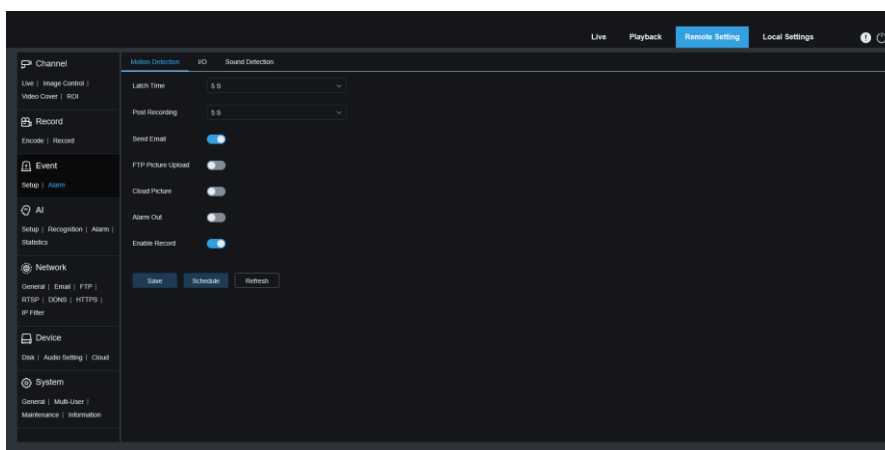 Live Playback Remote Setting Local Settings
Channel
Live | Image Control |
Video Cover | ROI
Record
Encode | Record
Event
Setup | Alarm
AI
Setup | Recognition | Alarm |
Statistics
Network
General | Email | FTP |
RTSP | DDNS | HTTPS |
IP Filter
Device
Disk | Audio Setting | Cloud
System
General | Multi-User |
Maintenance | Information
Motion Detection I/O Sound Detection
Latch Time 5 S
Post Recording 5 S
Send Email
FTP Picture Upload
Cloud Picture
Alarm Out
Enable Record
Save Schedule Refresh